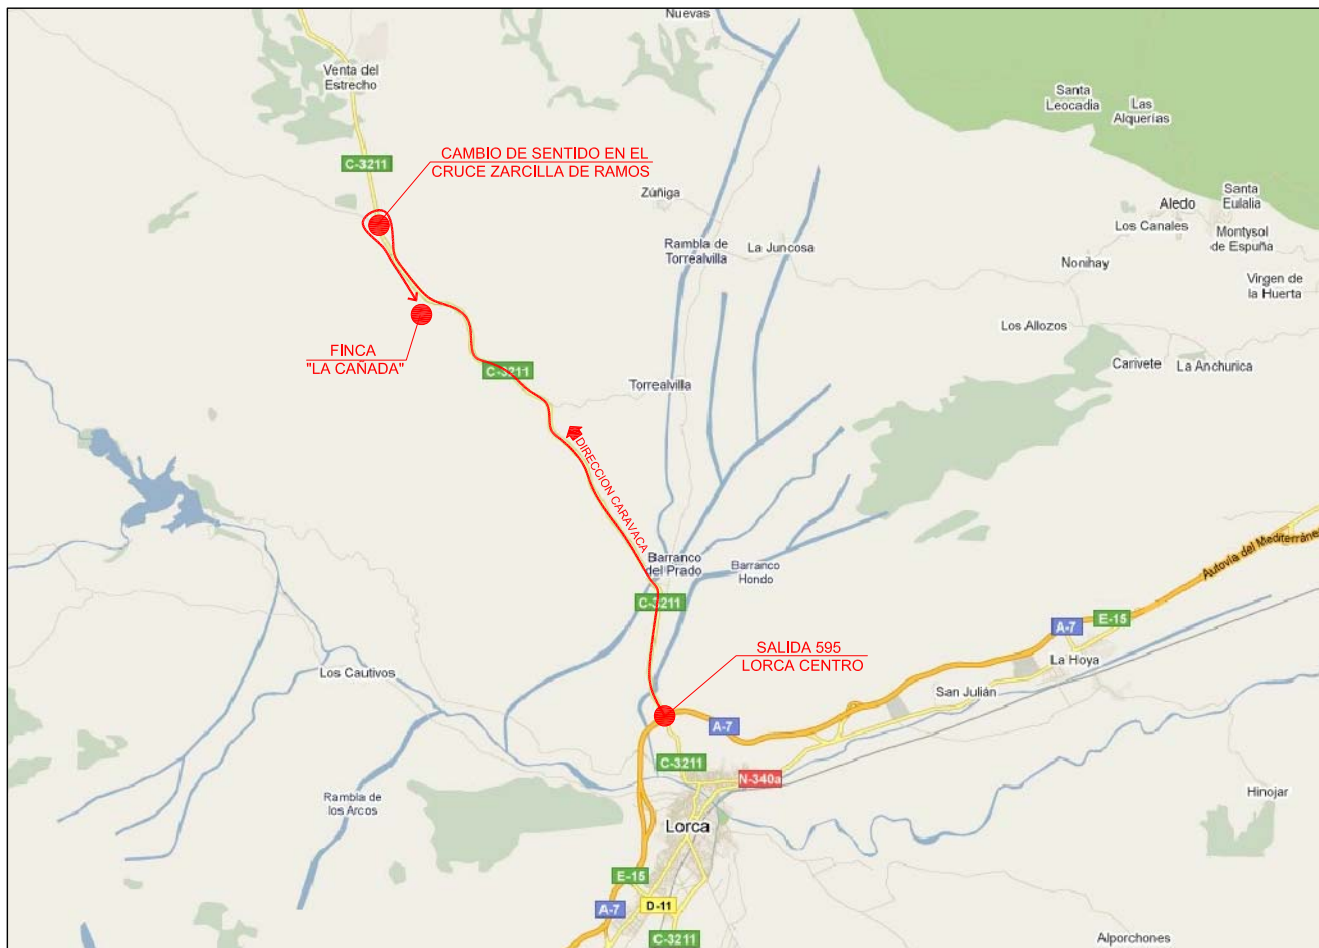 Nuevas
Venta del
Estrecho
Santa
Leocadia
Las
Alquerías
C-3211
CAMBIO DE SENTIDO EN EL
CRUCE ZARCILLA DE RAMOS
Zúñiga
Aledo
Santa
Eulalia
Los Canales
Montysol
de Espuña
Rambla de
Torrealvilla
La Juncosa
Nonihay
Virgen de
la Huerta
Los Allozos
FINCA
"LA CAÑADA"
C-3211
Carivete
La Anchurica
Torrealvilla
DIRECCION CARAVACA
Autovía del Mediterráneo
Barranco
del Prado
Barranco
Hondo
C-3211
A-7
E-15
SALIDA 595
LORCA CENTRO
La Hoya
Los Cautivos
San Julián
A-7
C-3211
N-340a
Rambla de
los Arcos
Hinojar
Lorca
E-15
A-7
D-11
C-3211
Alporchones